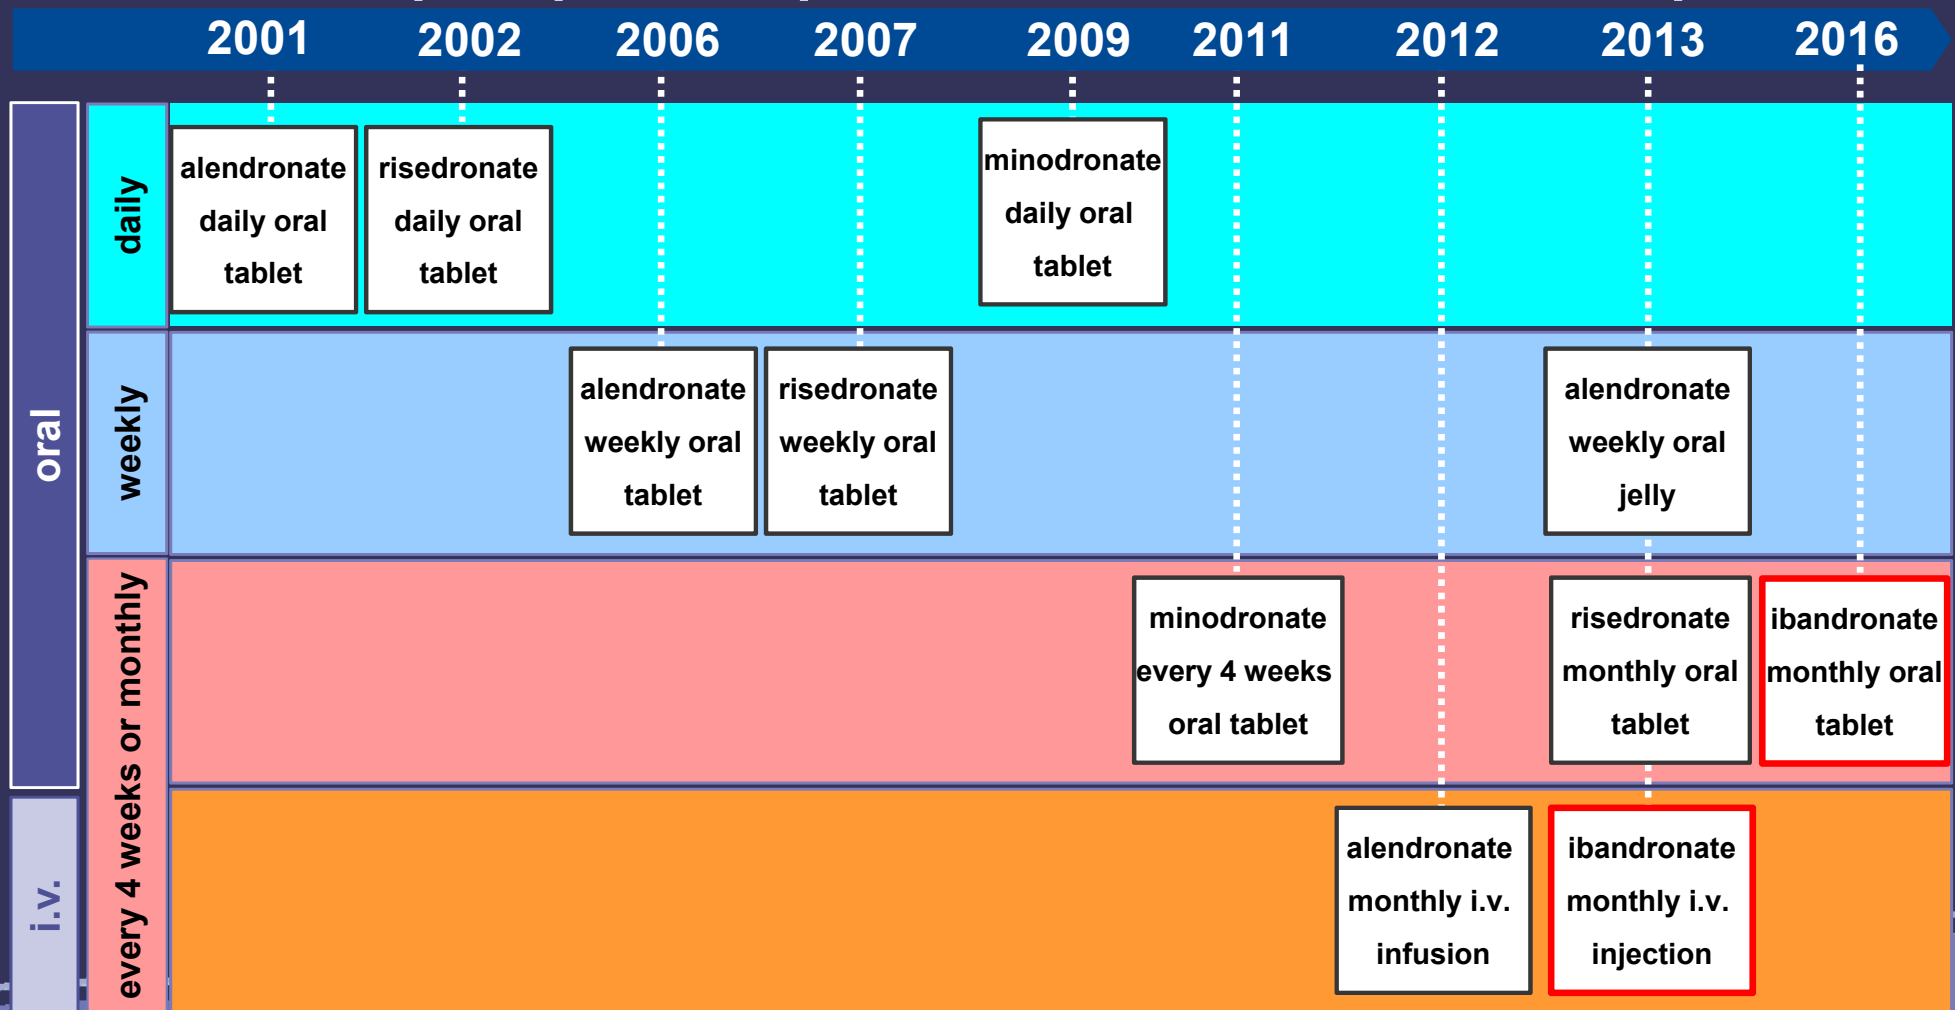 2001 2002 2006 2007 2009 2011 2012 2013 2016
oral
daily
alendronate
daily oral
tablet
risedronate
daily oral
tablet
minodronate
daily oral
tablet
weekly
alendronate
weekly oral
tablet
risedronate
weekly oral
tablet
alendronate
weekly oral
jelly
every 4 weeks or monthly
minodronate
every 4 weeks
oral tablet
risedronate
monthly oral
tablet
ibandronate
monthly oral
tablet
i.v.
alendronate
monthly i.v.
infusion
ibandronate
monthly i.v.
injection